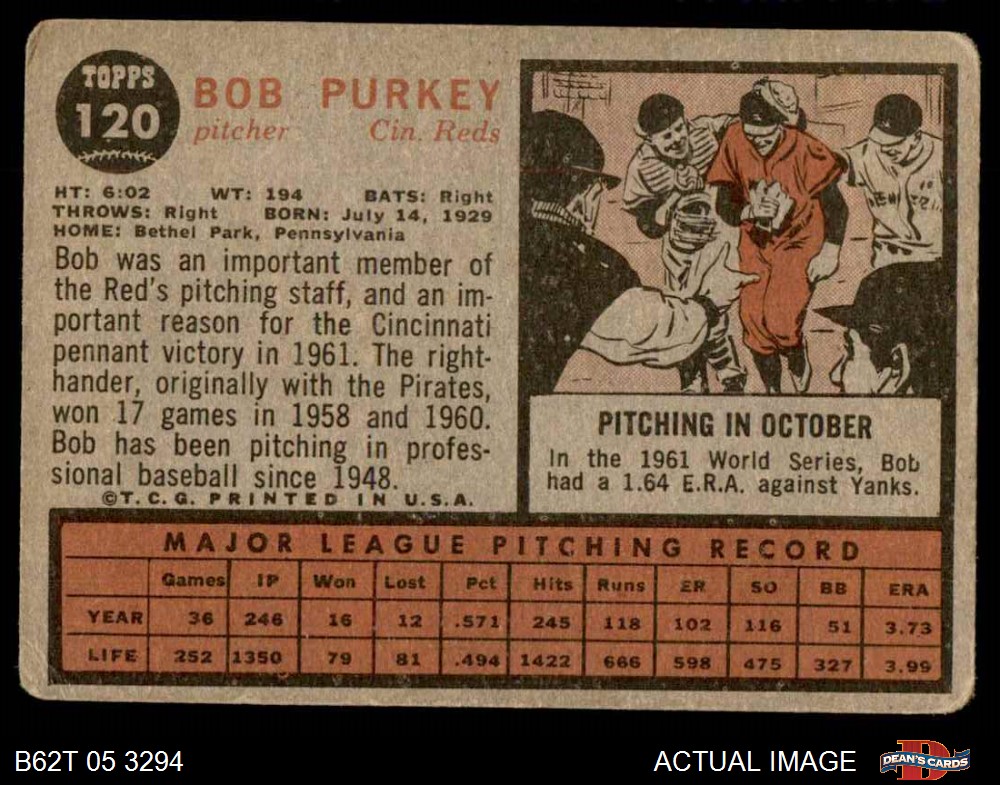 TOPPS
120
BOB PURKEY
pitcher Cin. Reds
HT: 6:02 WT: 194 BATS: Right
THROWS: Right BORN: July 14, 1929
HOME: Bethel Park, Pennsylvania
Bob was an important member of
the Red's pitching staff, and an im-
portant reason for the Cincinnati
pennant victory in 1961. The right-
hander, originally with the Pirates,
won 17 games in 1958 and 1960.
Bob has been pitching in profes-
sional baseball since 1948.
©T.C.G. PRINTED IN U.S.A.
PITCHING IN OCTOBER
In the 1961 World Series, Bob
had a 1.64 E.R.A. against Yanks.
MAJOR LEAGUE PITCHING RECORD
Games IP Won Lost Pct Hits Runs ER SO BB ERA
YEAR 36 246 16 12 .571 245 118 102 116 51 3.73
LIFE 252 1350 79 81 .494 1422 666 598 475 327 3.99
B62T 05 3294 ACTUAL IMAGE DEAN'S CARDS